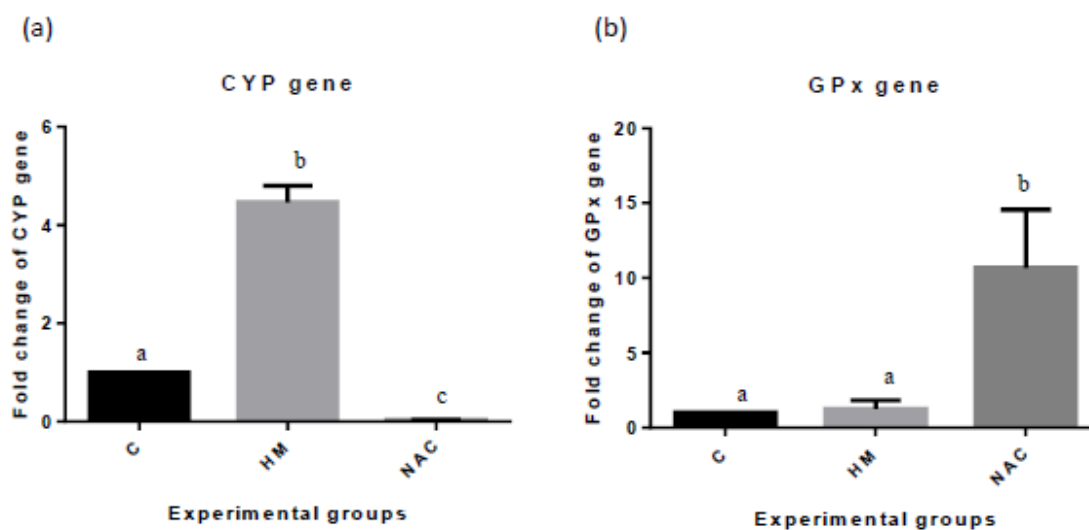 (a)
CYP gene
Fold change of CYP gene
6
4
2
0
a
b
c
C
HM
NAC
Experimental groups
(b)
GPx gene
Fold change of GPx gene
20
15
10
5
0
a
a
b
C
HM
NAC
Experimental groups